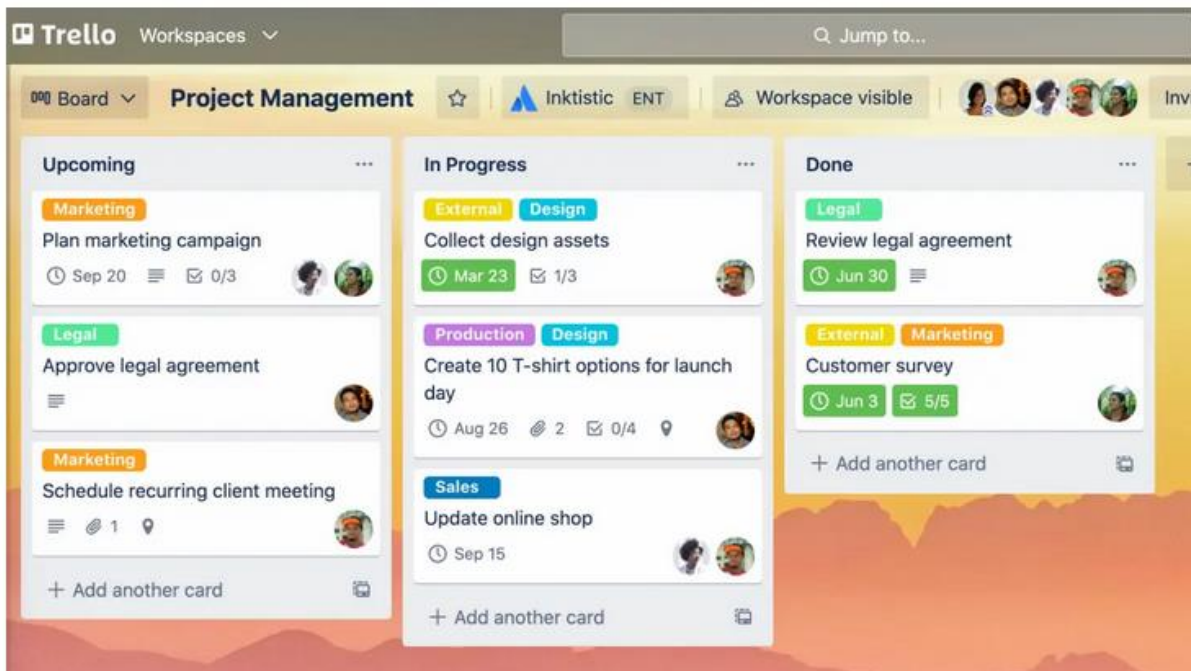 Trello Workspaces Jump to...
Board Project Management Inktistic ENT Workspace visible Inv
Upcoming
Marketing
Plan marketing campaign
Sep 20 0/3
Legal
Approve legal agreement
Marketing
Schedule recurring client meeting
1
+ Add another card
In Progress
External Design
Collect design assets
Mar 23 1/3
Production Design
Create 10 T-shirt options for launch
day
Aug 26 2 0/4
Sales
Update online shop
Sep 15
+ Add another card
Done
Legal
Review legal agreement
Jun 30
External Marketing
Customer survey
Jun 3 5/5
+ Add another card